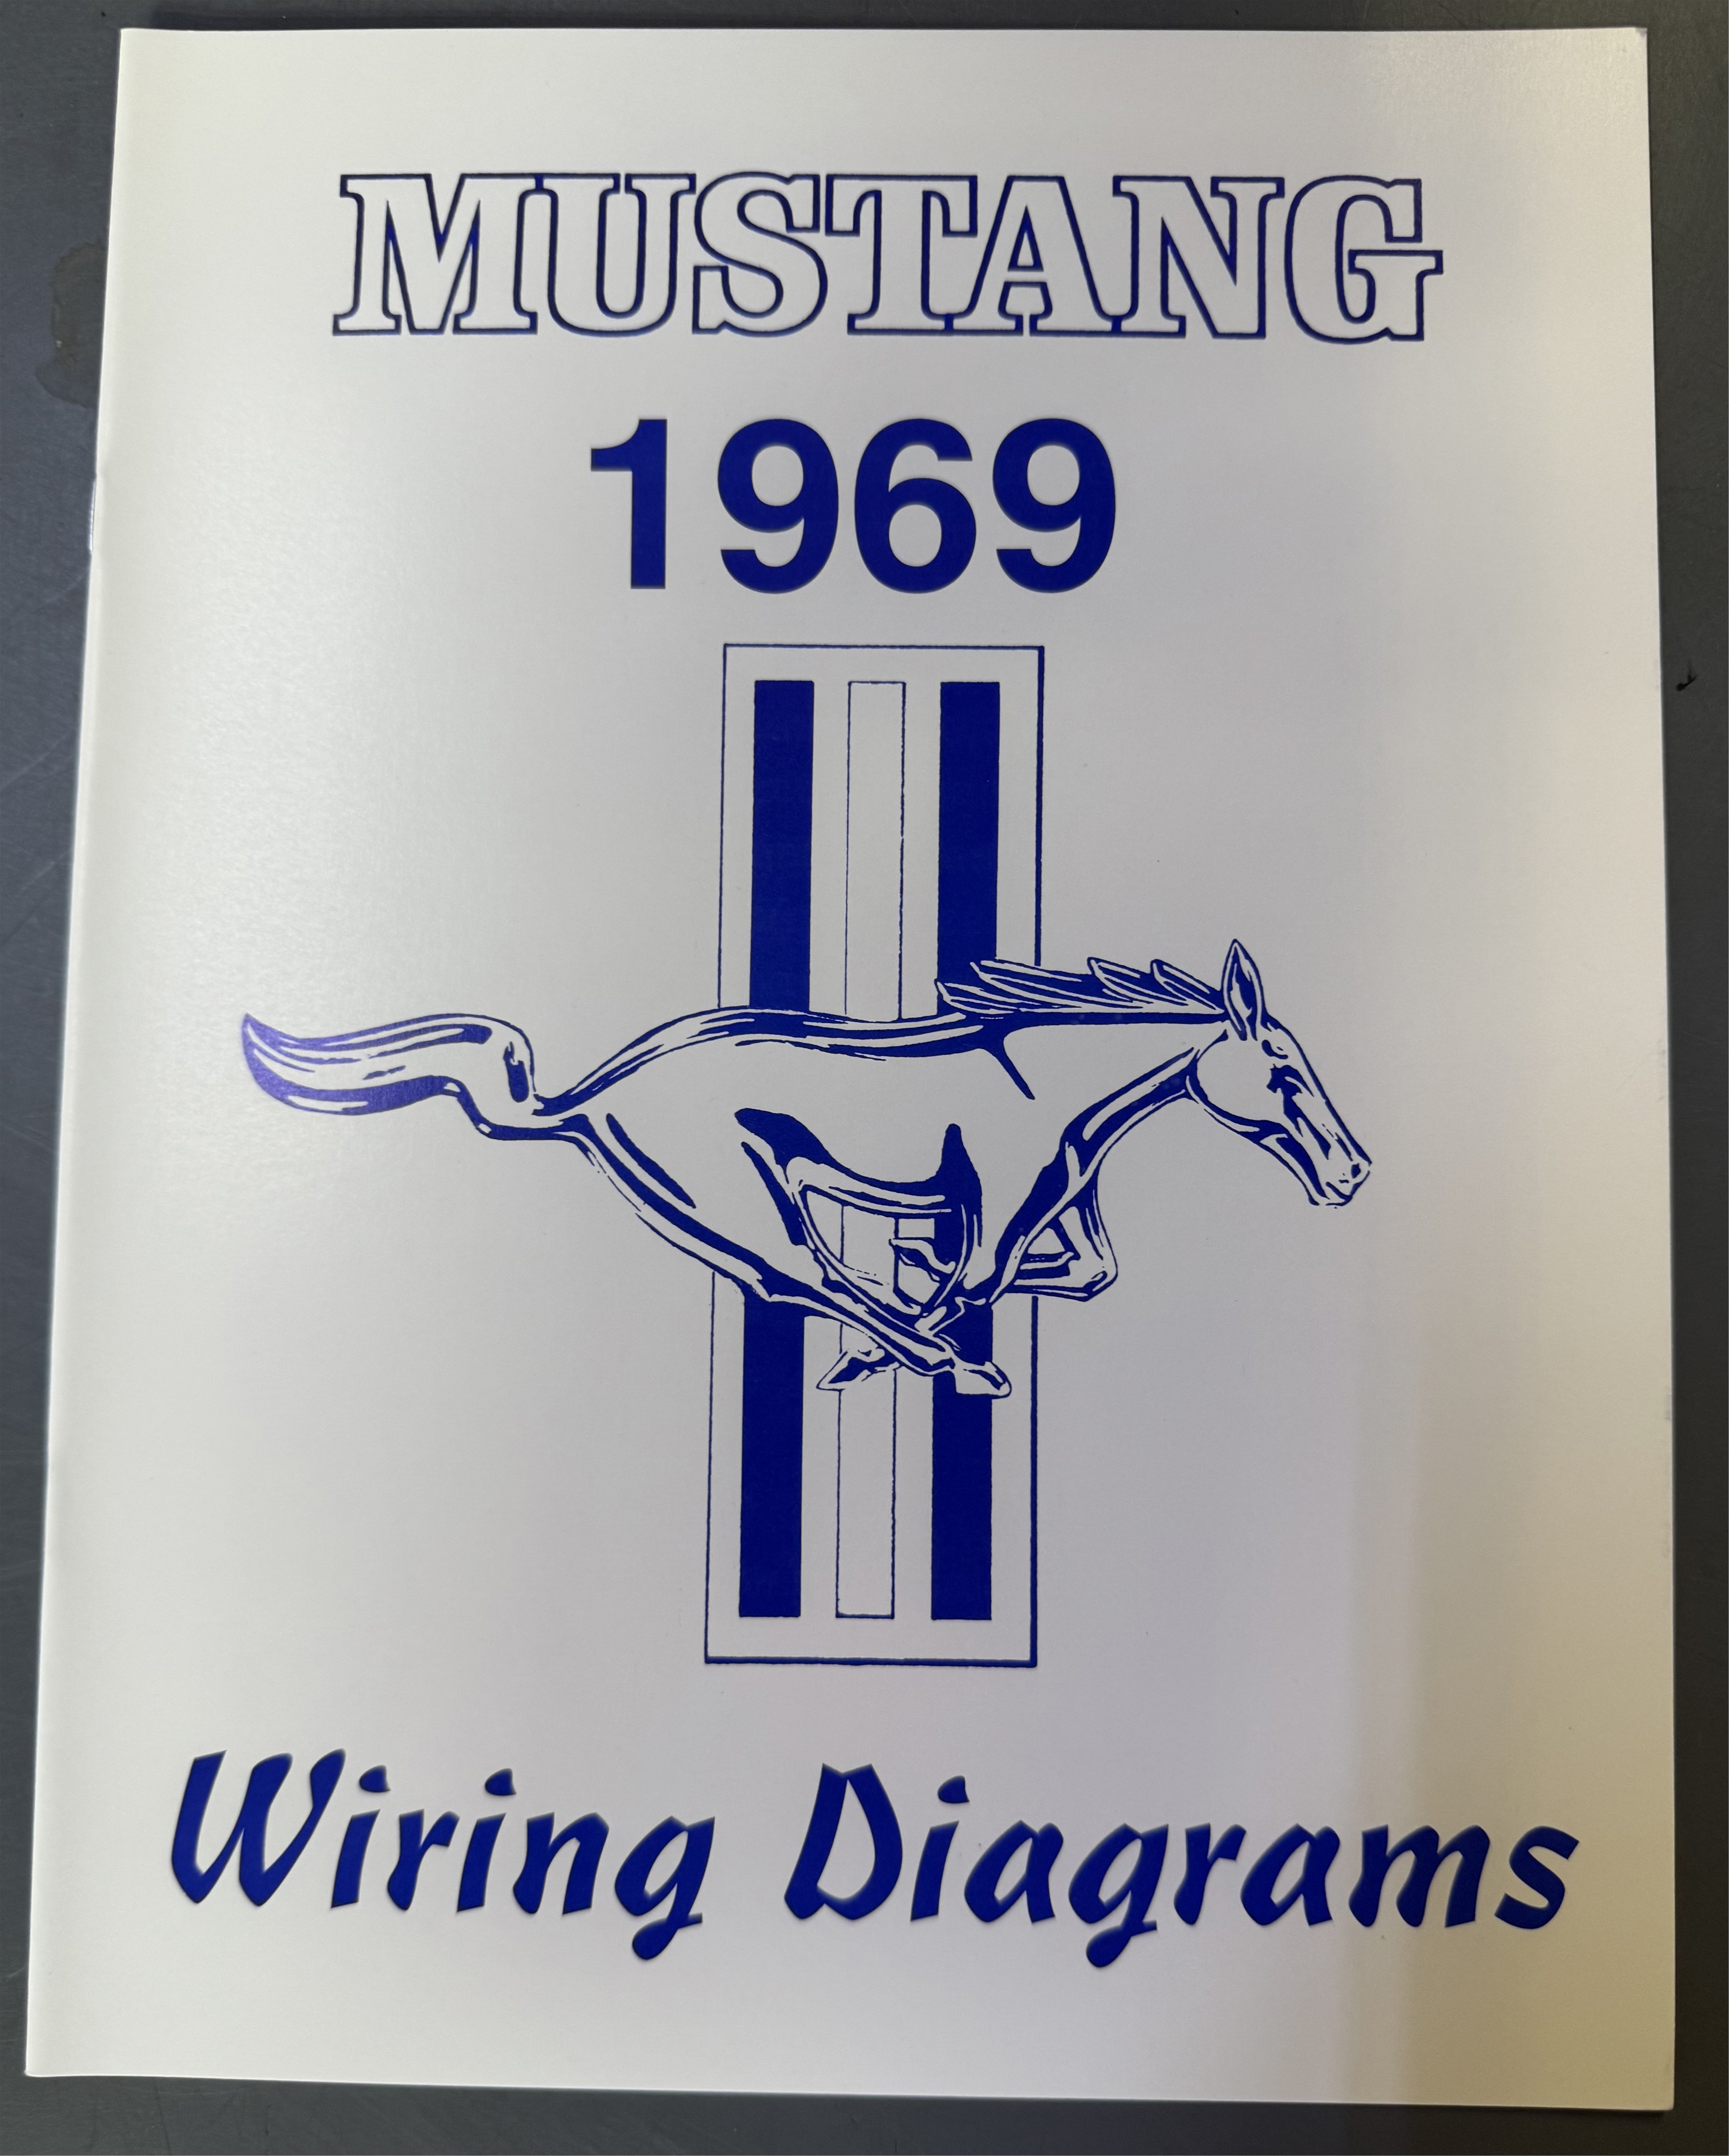 MUSTANG
1969
Wiring Diagrams